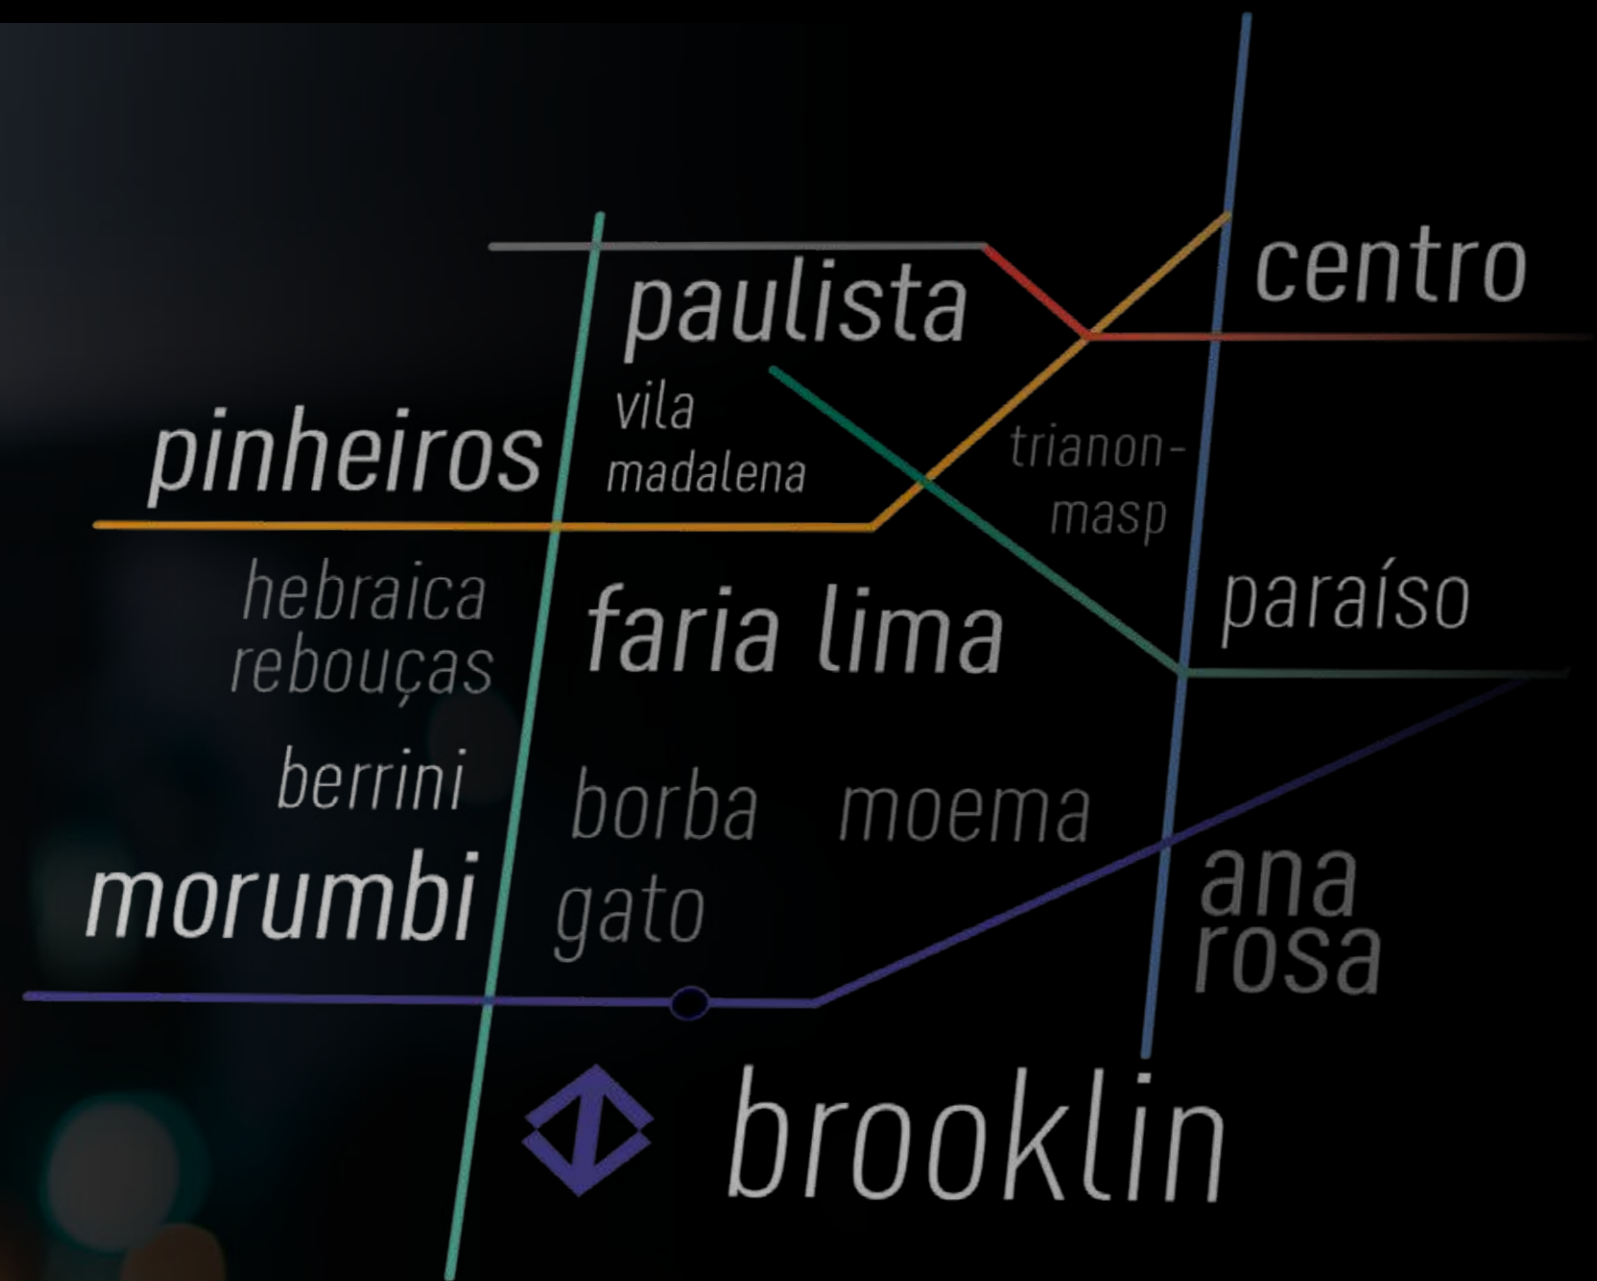 centro
paulista
vila
madalena
pinheiros
trianon-
masp
hebraica
rebouças
faria lima
paraíso
berrini
borba
gato
moema
morumbi
ana
rosa
brooklin